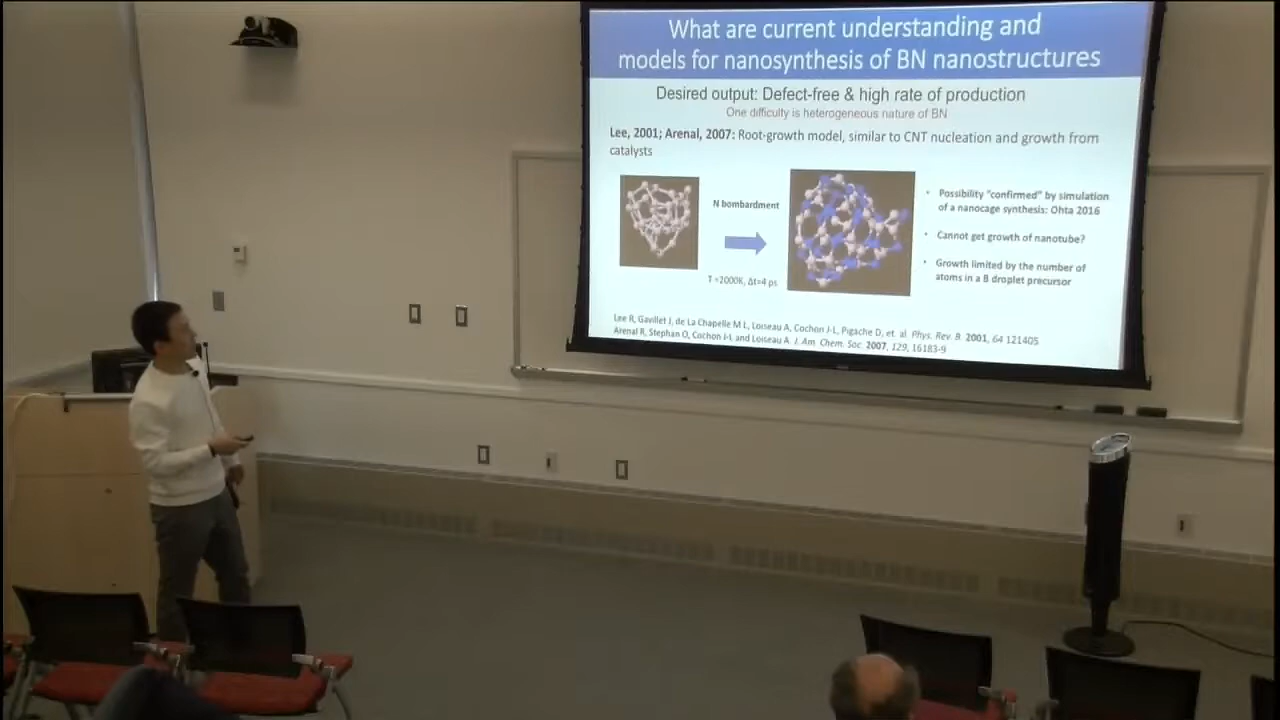 What are current understanding and
models for nanosynthesis of BN nanostructures
Desired output: Defect-free & high rate of production
One difficulty is heterogeneous nature of BN
Lee, 2001; Arenal, 2007: Root-growth model, similar to CNT nucleation and growth from
catalysts
N bombardment
T =2000K, Δt=4 ps
• Possibility "confirmed" by simulation
of a nanocage synthesis: Ohta 2016
• Cannot get growth of nanotube?
• Growth limited by the number of
atoms in a B droplet precursor
Lee R, Gavillet J, de La Chapelle M L, Loiseau A, Cochon J-L, Pigache D, et. al. Phys. Rev. B. 2001, 64 121405
Arenal R, Stephan O, Cochon J-L and Loiseau A. J. Am. Chem. Soc. 2007, 129, 16183-9